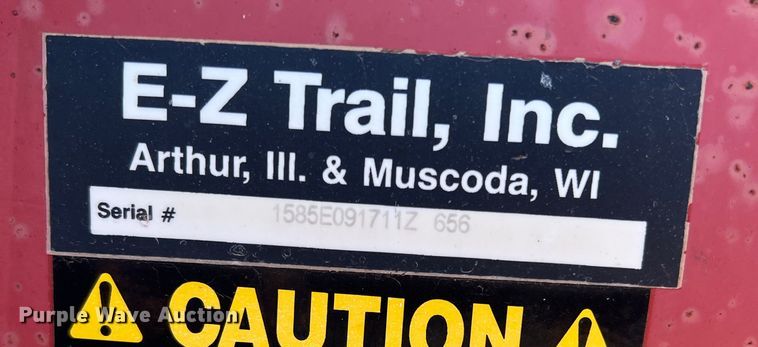 E-Z Trail, Inc.
Arthur, Ill. & Muscoda, WI
Serial # 1585E091711Z 656
CAUTION
Purple Wave Auction